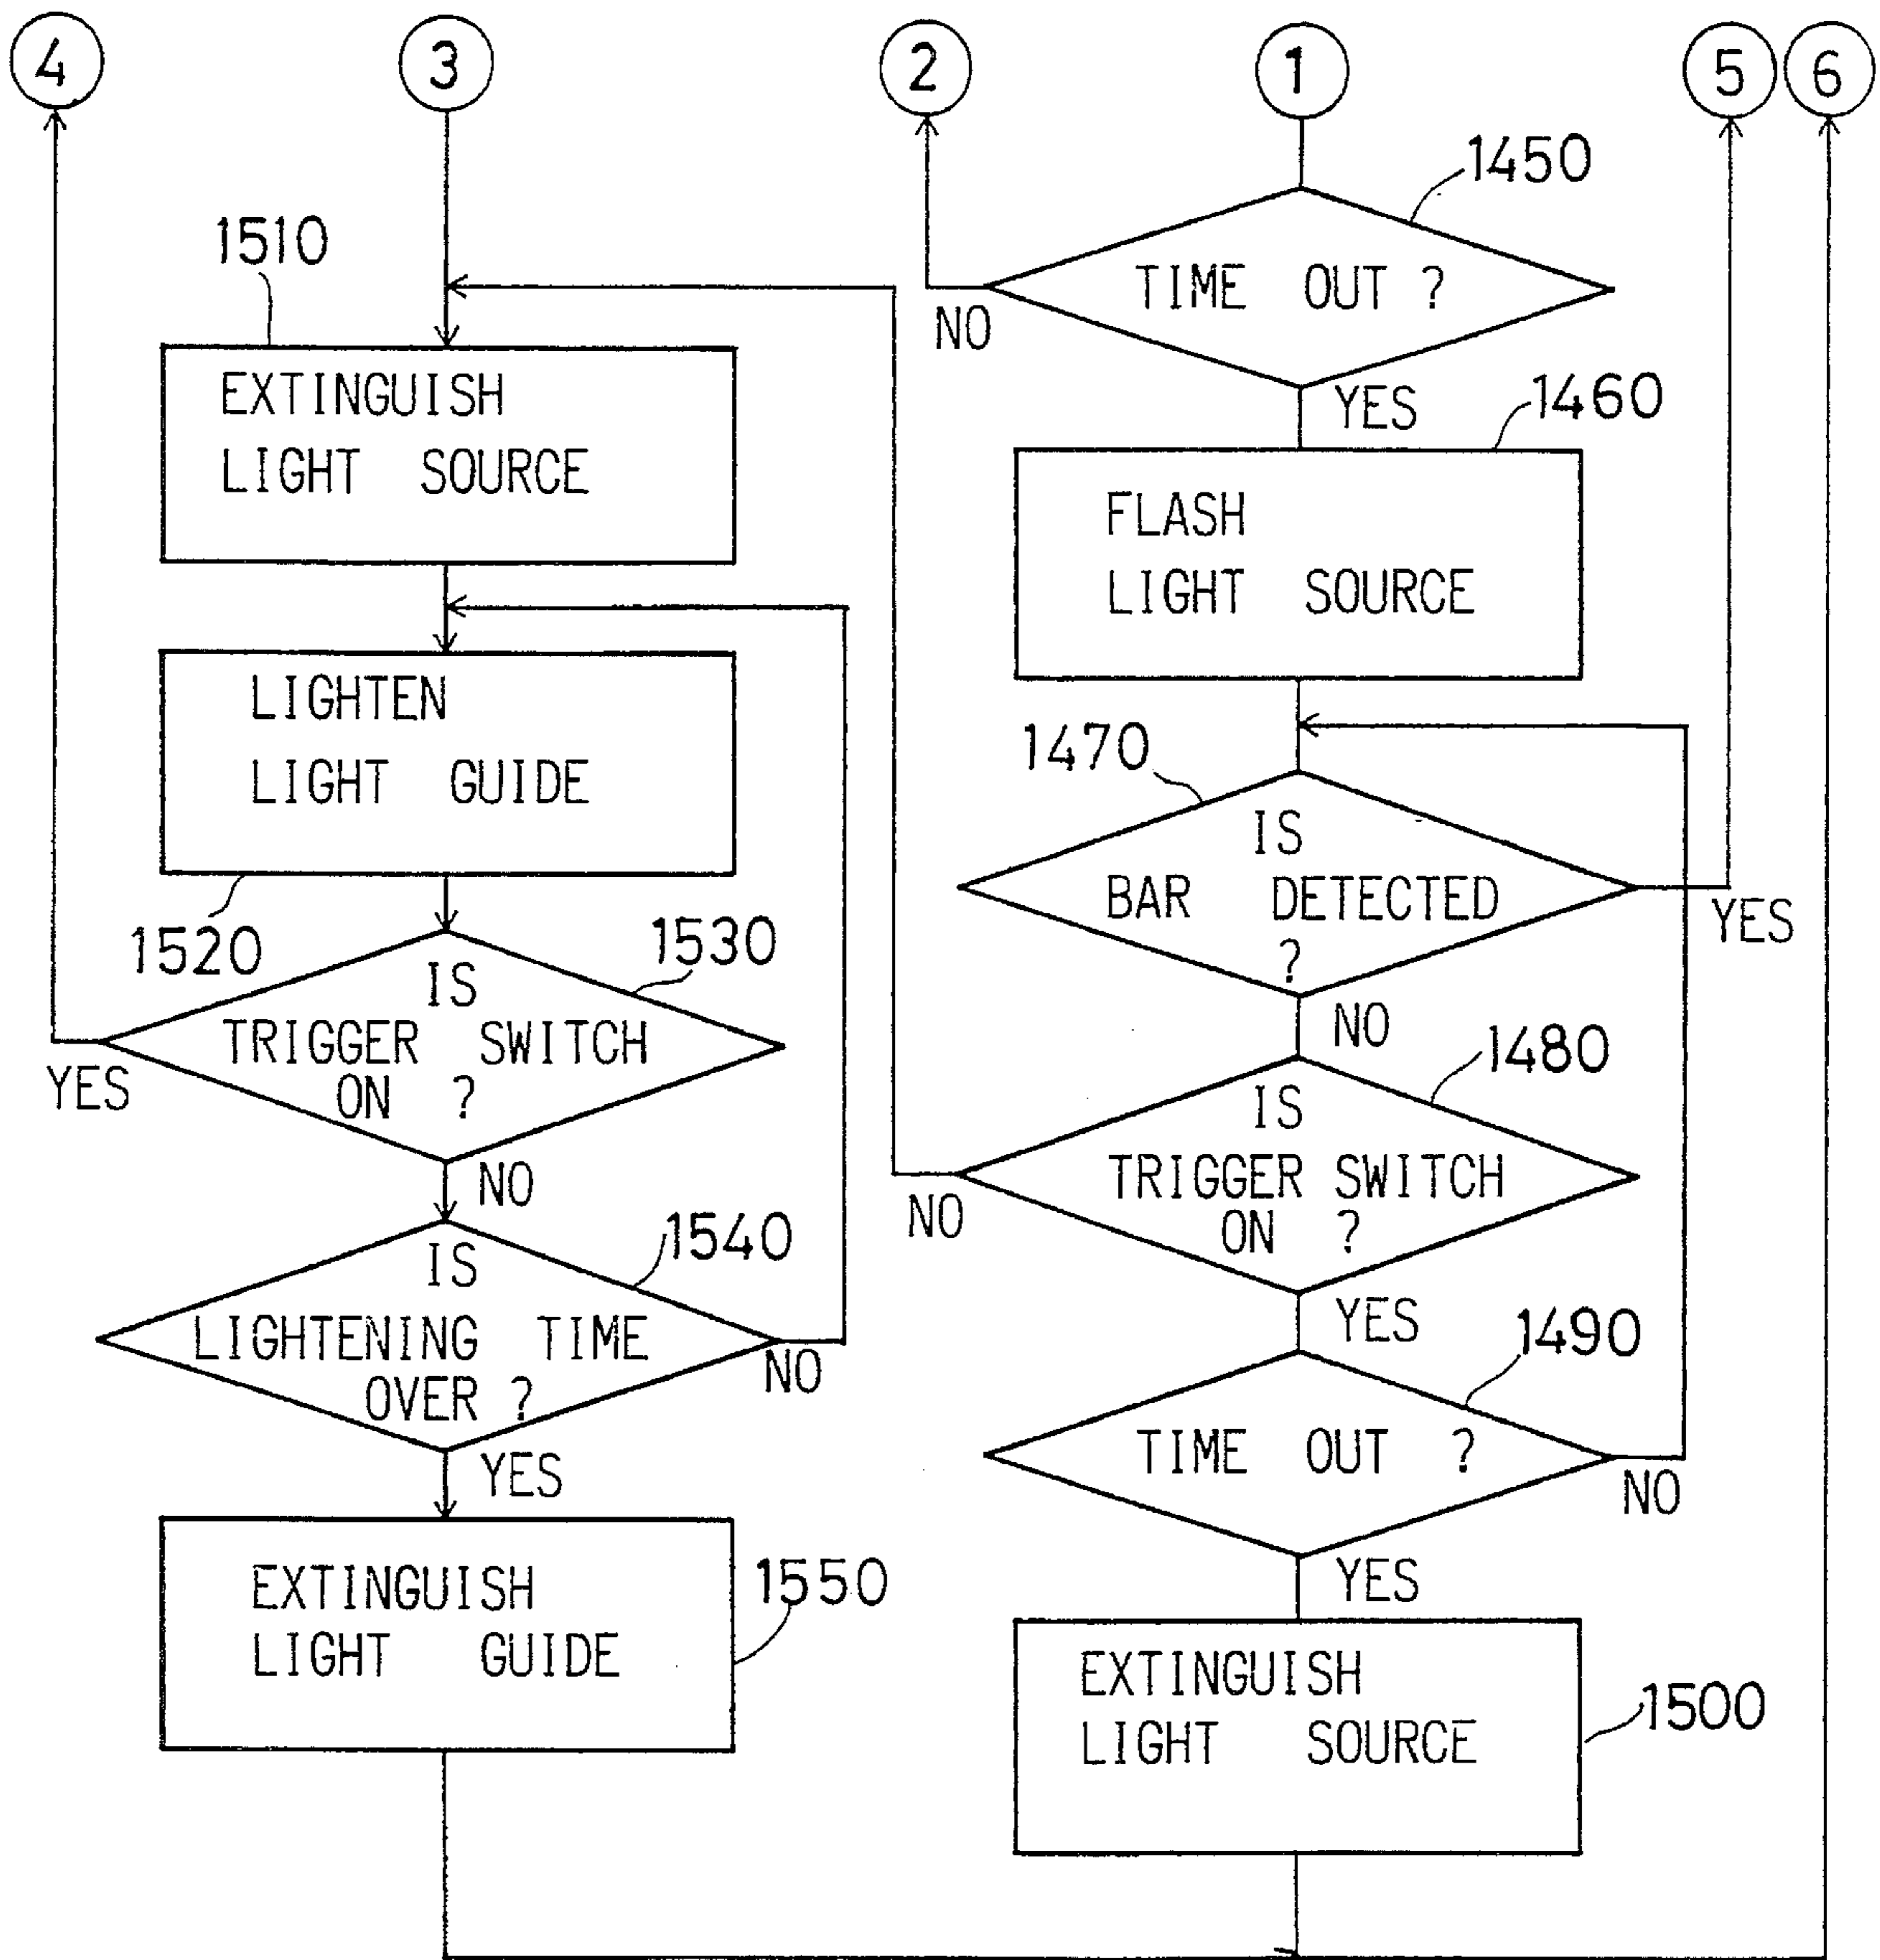 4
3
2
1
5
6
1450
TIME OUT ?
NO
YES
1460
FLASH
LIGHT SOURCE
1470
IS
BAR DETECTED
?
YES
NO
1480
IS
TRIGGER SWITCH
ON ?
NO
YES
1490
TIME OUT ?
NO
YES
EXTINGUISH
LIGHT SOURCE
1500
1510
EXTINGUISH
LIGHT SOURCE
LIGHTEN
LIGHT GUIDE
1520
1530
IS
TRIGGER SWITCH
ON ?
YES
NO
1540
IS
LIGHTENING TIME
OVER ?
NO
YES
EXTINGUISH
LIGHT GUIDE
1550